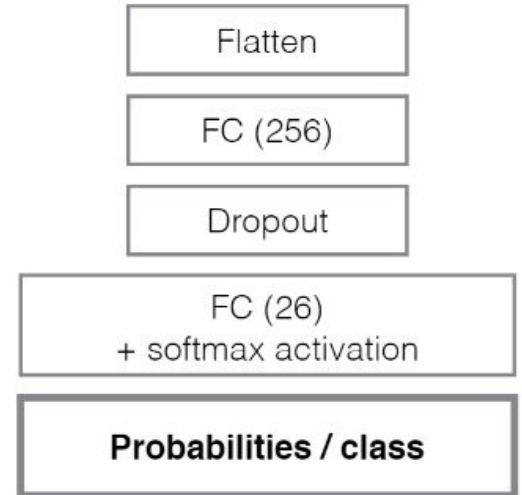 Flatten
FC (256)
Dropout
FC (26)
+ softmax activation
Probabilities / class